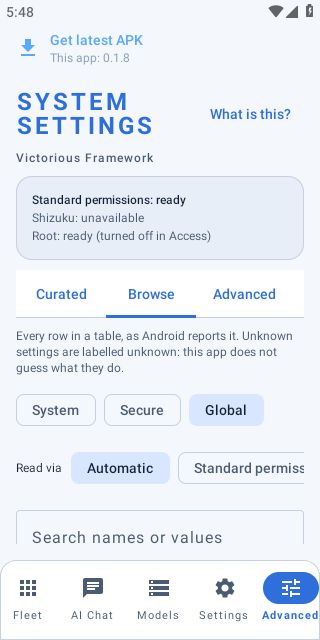 5:48
Get latest APK
This app: 0.1.8
SYSTEM
SETTINGS
What is this?
Victorious Framework
Standard permissions: ready
Shizuku: unavailable
Root: ready (turned off in Access)
Curated Browse Advanced
Every row in a table, as Android reports it. Unknown
settings are labelled unknown: this app does not
guess what they do.
System Secure Global
Read via Automatic Standard permiss
Search names or values
Fleet AI Chat Models Settings Advanced